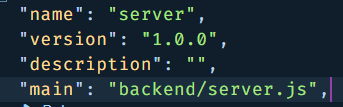 "name": "server",
"version": "1.0.0",
"description": "",
"main": "backend/server.js",